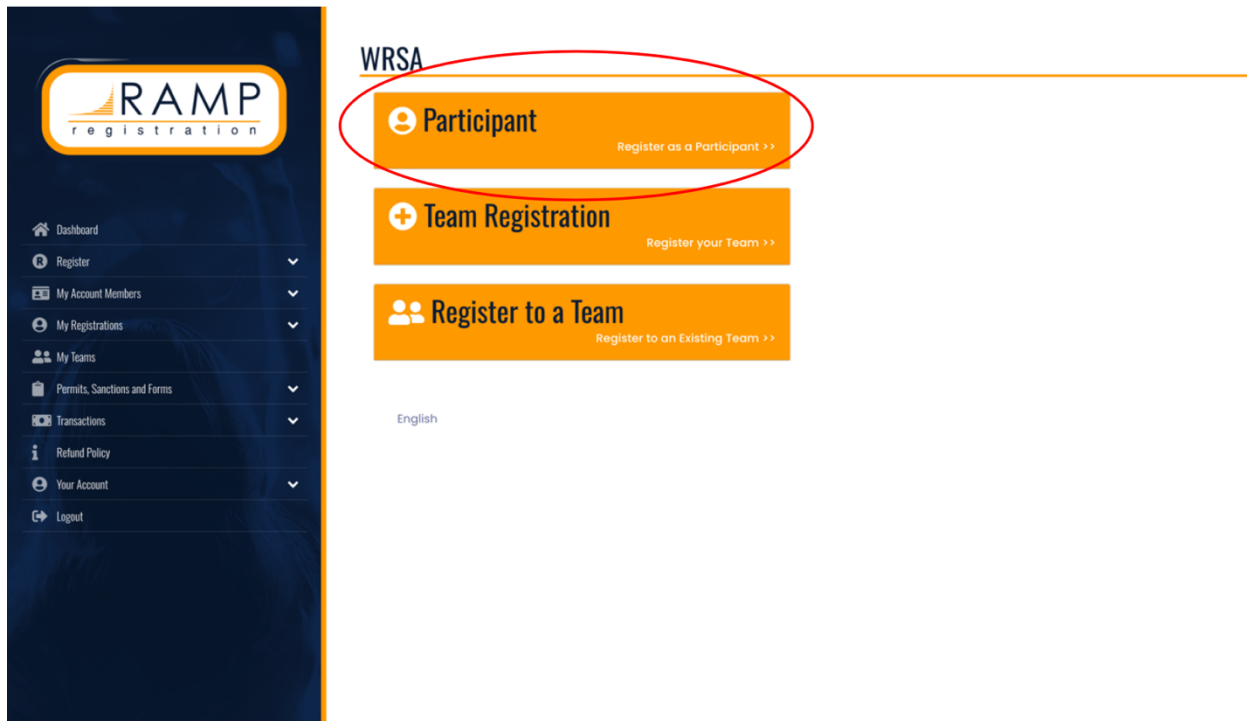 RAMP
registration
Dashboard
Register
My Account Members
My Registrations
My Teams
Permits, Sanctions and Forms
Transactions
Refund Policy
Your Account
Logout
WRSA
Participant
Register as a Participant >>
Team Registration
Register your Team >>
Register to a Team
Register to an Existing Team >>
English